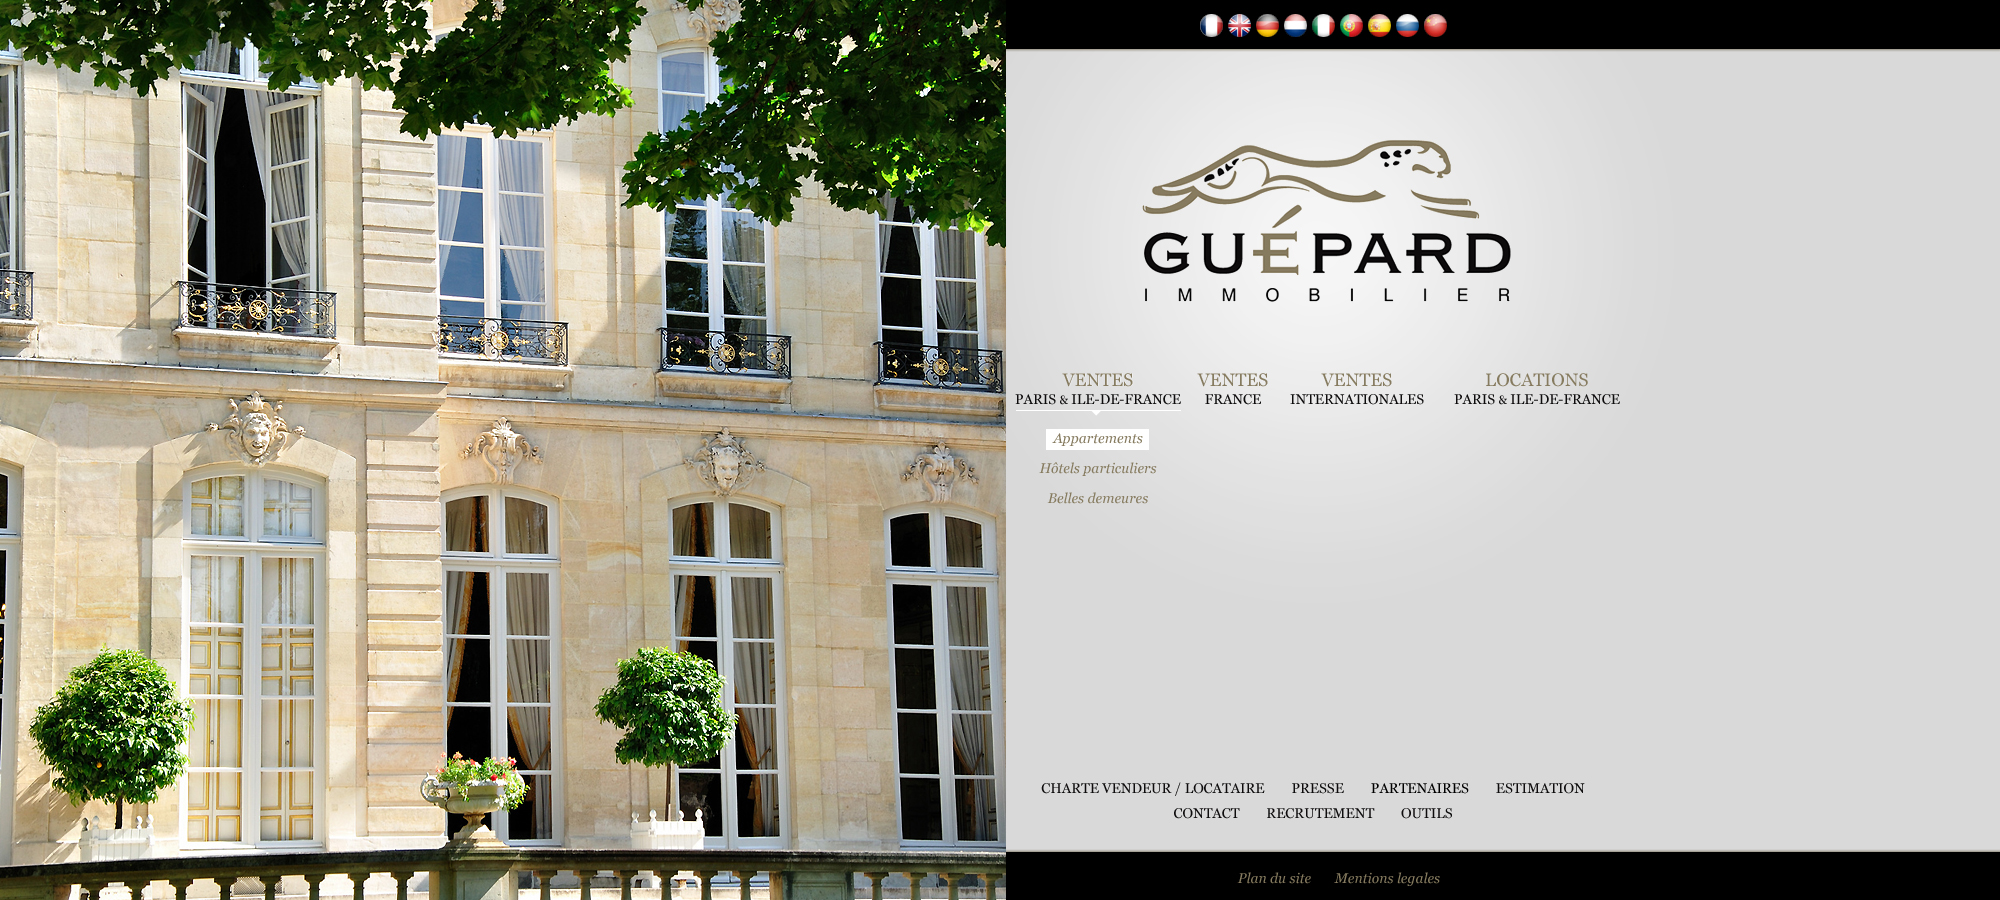 GUÉPARD
IMMOBILIER
VENTES
PARIS & ILE-DE-FRANCE
VENTES
FRANCE
VENTES
INTERNATIONALES
LOCATIONS
PARIS & ILE-DE-FRANCE
Appartements
Hôtels particuliers
Belles demeures
CHARTE VENDEUR / LOCATAIRE PRESSE PARTENAIRES ESTIMATION
CONTACT RECRUTEMENT OUTILS
Plan du site Mentions legales